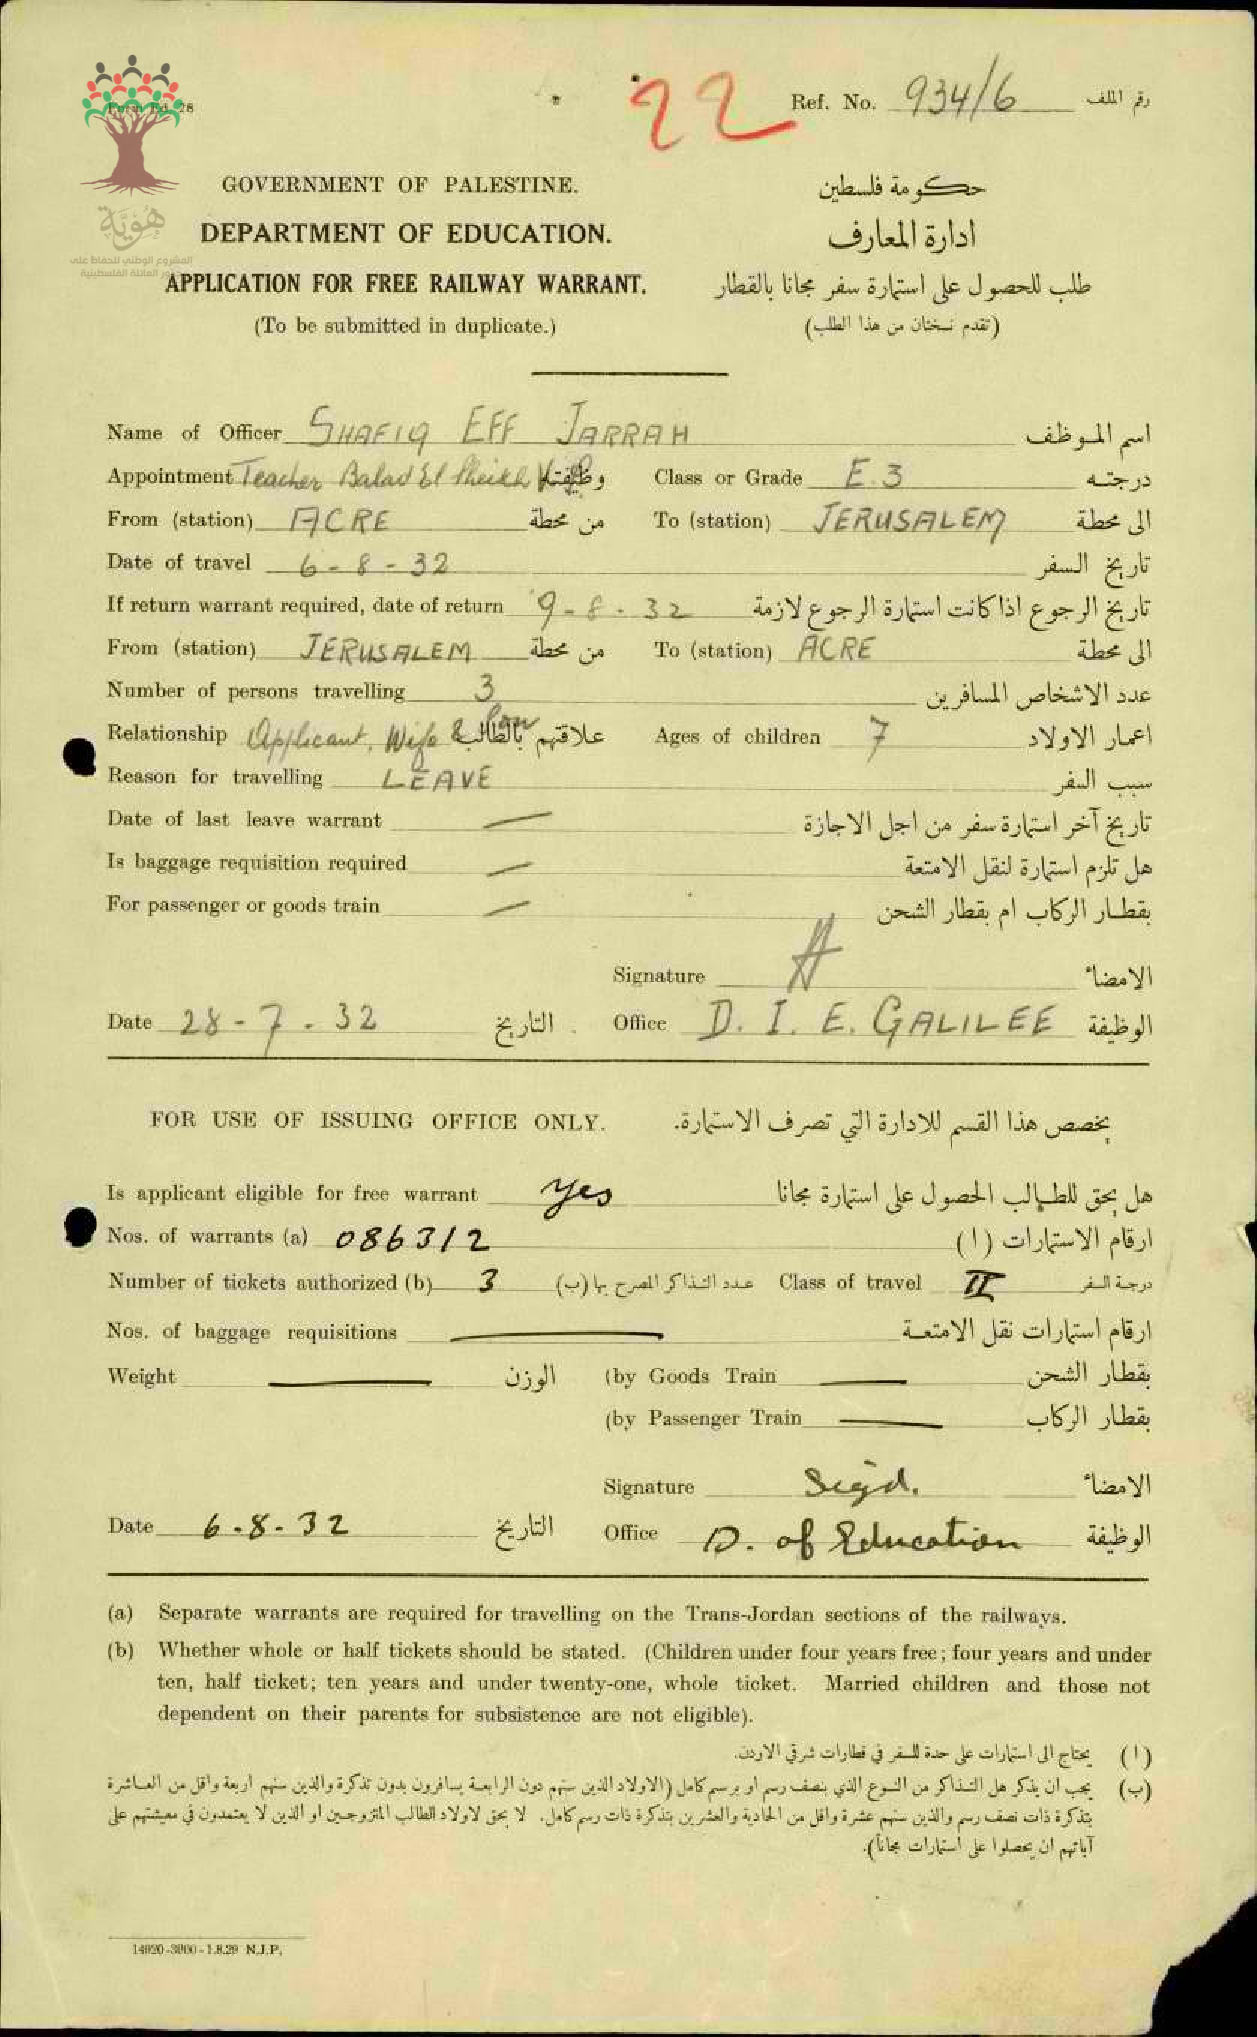 Form Ed. 28
22
Ref. No. 934/6 رقم الملف
هُويَّة
المشروع الوطني للحفاظ على
جذور العائلة الفلسطينية
GOVERNMENT OF PALESTINE. حكومة فلسطين
DEPARTMENT OF EDUCATION. ادارة المعارف
APPLICATION FOR FREE RAILWAY WARRANT. طلب للحصول على استمارة سفر مجانا بالقطار
(To be submitted in duplicate.) (تقدم نسختان من هذا الطلب)
Name of Officer SHAFIQ EFF JARRAH اسم الموظف
Appointment Teacher Balad El Sheikh وظيفته Class or Grade E.3 درجته
From (station) ACRE من محطة To (station) JERUSALEM الى محطة
Date of travel 6-8-32 تاريخ السفر
If return warrant required, date of return 9-8-32 تاريخ الرجوع اذا كانت استمارة الرجوع لازمة
From (station) JERUSALEM من محطة To (station) ACRE الى محطة
Number of persons travelling 3 عدد الاشخاص المسافرين
Relationship Applicant, Wife & Son علاقتهم بالطالب Ages of children 7 اعمار الاولاد
Reason for travelling LEAVE سبب السفر
Date of last leave warrant — تاريخ آخر استمارة سفر من اجل الاجازة
Is baggage requisition required — هل تلزم استمارة لنقل الامتعة
For passenger or goods train — بقطار الركاب ام بقطار الشحن
Signature الامضاء
Date 28-7-32 التاريخ Office D. I. E. GALILEE الوظيفة
FOR USE OF ISSUING OFFICE ONLY. يخصص هذا القسم للادارة التي تصرف الاستمارة.
Is applicant eligible for free warrant yes هل يحق للطالب الحصول على استمارة مجانا
Nos. of warrants (a) 086312 ارقام الاستمارات (ا)
Number of tickets authorized (b) 3 عدد التذاكر المصرح بها (ب) Class of travel II درجة السفر
Nos. of baggage requisitions — ارقام استمارات نقل الامتعة
Weight — الوزن (by Goods Train — بقطار الشحن
(by Passenger Train — بقطار الركاب
Signature Sigd. الامضاء
Date 6-8-32 التاريخ Office D. of Education الوظيفة
(a) Separate warrants are required for travelling on the Trans-Jordan sections of the railways.
(b) Whether whole or half tickets should be stated. (Children under four years free; four years and under
ten, half ticket; ten years and under twenty-one, whole ticket. Married children and those not
dependent on their parents for subsistence are not eligible).
(ا) يحتاج الى استمارات على حدة للسفر في قطارات شرقي الاردن.
(ب) يجب ان يذكر هل التذاكر من النوع الذي بنصف رسم او برسم كامل (الاولاد الذين سنهم دون الرابعة يسافرون بدون تذكرة والذين سنهم اربعة واقل من العاشرة
بتذكرة ذات نصف رسم والذين سنهم عشرة واقل من الحادية والعشرين بتذكرة ذات رسم كامل. لا يحق لاولاد الطالب المتزوجين او الذين لا يعتمدون في معيشتهم على
آبائهم ان يحصلوا على استمارات مجاناً).
14920-3000-1.8.29 N.J.P.